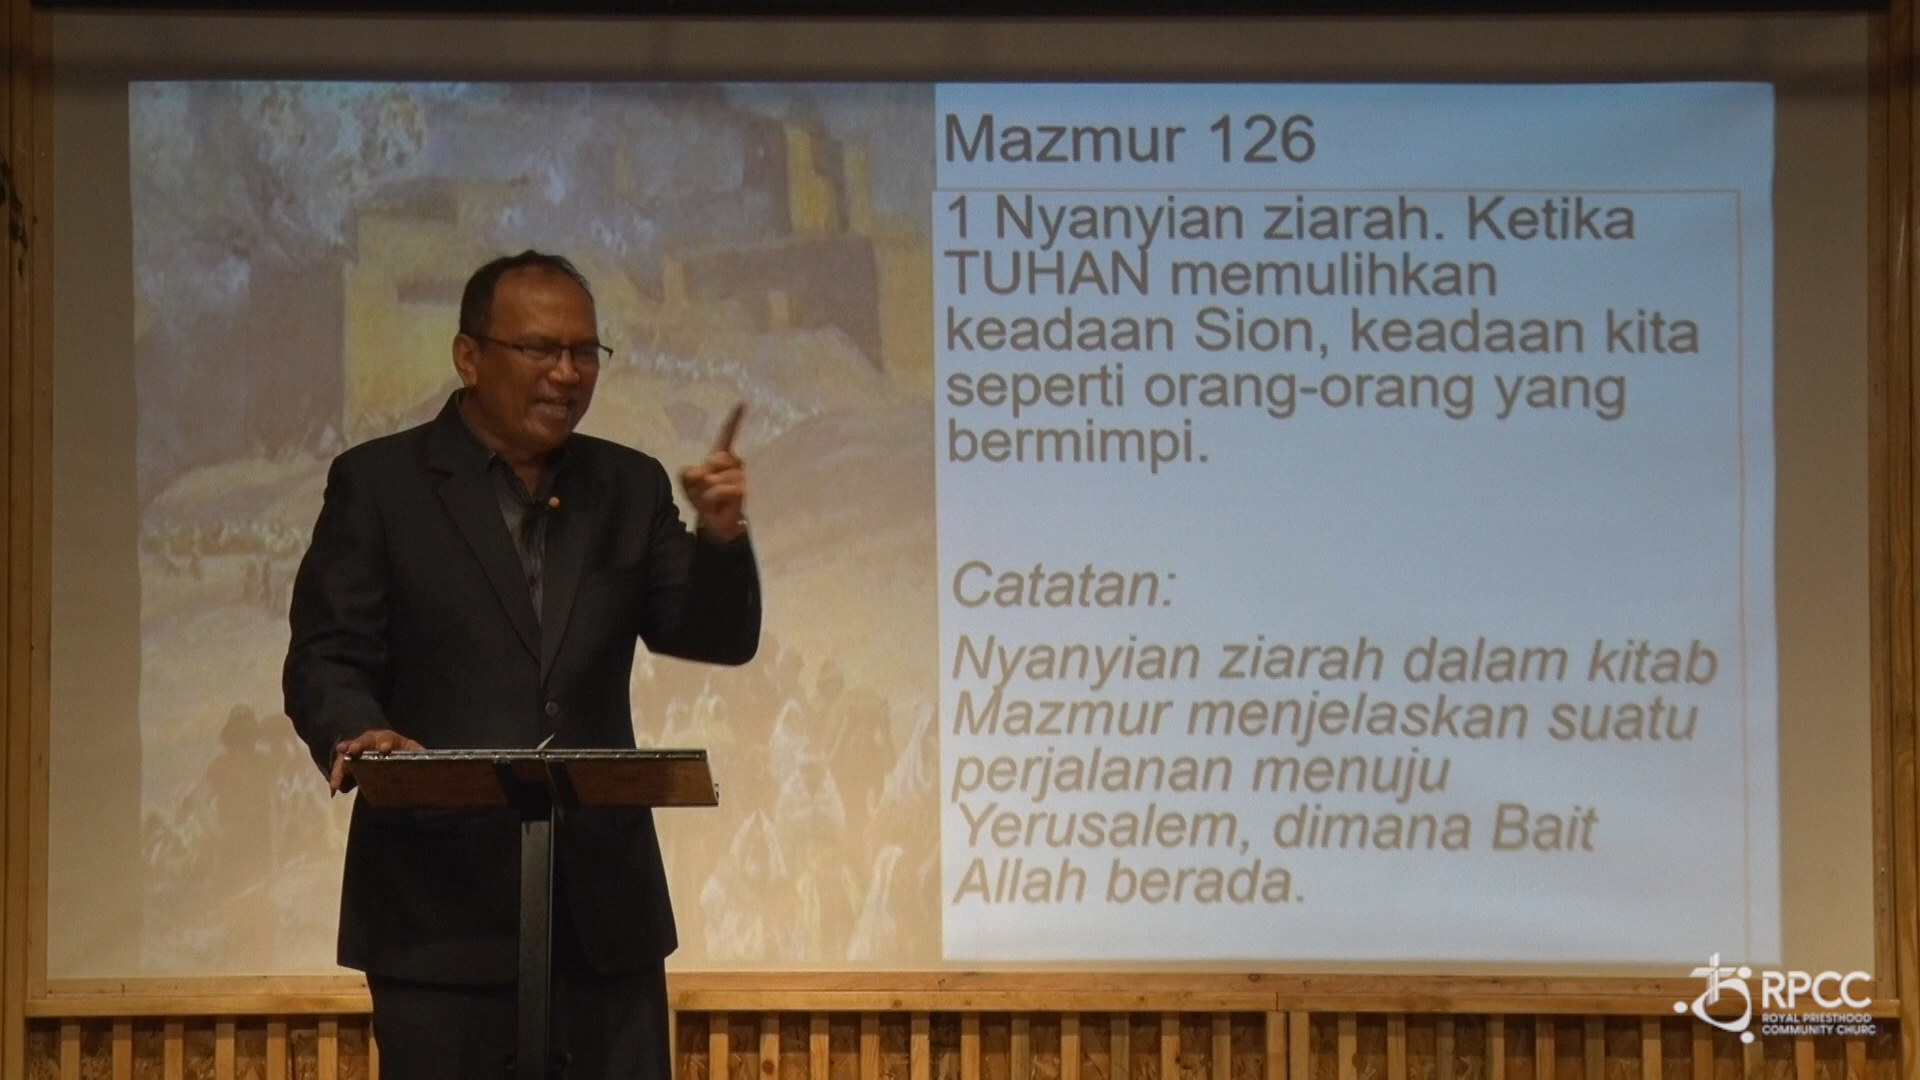 Mazmur 126
1 Nyanyian ziarah. Ketika
TUHAN memulihkan
keadaan Sion, keadaan kita
seperti orang-orang yang
bermimpi.
Catatan:
Nyanyian ziarah dalam kitab
Mazmur menjelaskan suatu
perjalanan menuju
Yerusalem, dimana Bait
Allah berada.
RPCC
ROYAL PRIESTHOOD
COMMUNITY CHURC